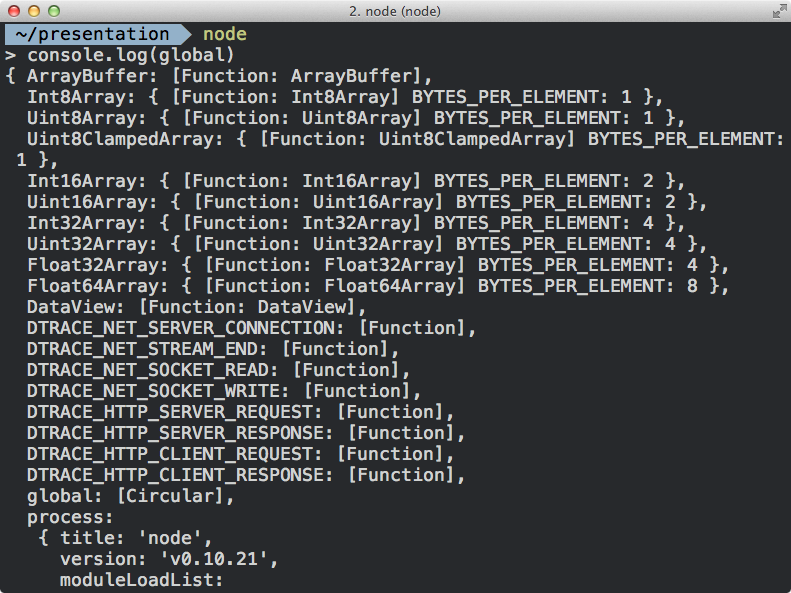 2. node (node)
~/presentation node
> console.log(global)
{ ArrayBuffer: [Function: ArrayBuffer],
  Int8Array: { [Function: Int8Array] BYTES_PER_ELEMENT: 1 },
  Uint8Array: { [Function: Uint8Array] BYTES_PER_ELEMENT: 1 },
  Uint8ClampedArray: { [Function: Uint8ClampedArray] BYTES_PER_ELEMENT:
 1 },
  Int16Array: { [Function: Int16Array] BYTES_PER_ELEMENT: 2 },
  Uint16Array: { [Function: Uint16Array] BYTES_PER_ELEMENT: 2 },
  Int32Array: { [Function: Int32Array] BYTES_PER_ELEMENT: 4 },
  Uint32Array: { [Function: Uint32Array] BYTES_PER_ELEMENT: 4 },
  Float32Array: { [Function: Float32Array] BYTES_PER_ELEMENT: 4 },
  Float64Array: { [Function: Float64Array] BYTES_PER_ELEMENT: 8 },
  DataView: [Function: DataView],
  DTRACE_NET_SERVER_CONNECTION: [Function],
  DTRACE_NET_STREAM_END: [Function],
  DTRACE_NET_SOCKET_READ: [Function],
  DTRACE_NET_SOCKET_WRITE: [Function],
  DTRACE_HTTP_SERVER_REQUEST: [Function],
  DTRACE_HTTP_SERVER_RESPONSE: [Function],
  DTRACE_HTTP_CLIENT_REQUEST: [Function],
  DTRACE_HTTP_CLIENT_RESPONSE: [Function],
  global: [Circular],
  process:
   { title: 'node',
     version: 'v0.10.21',
     moduleLoadList: